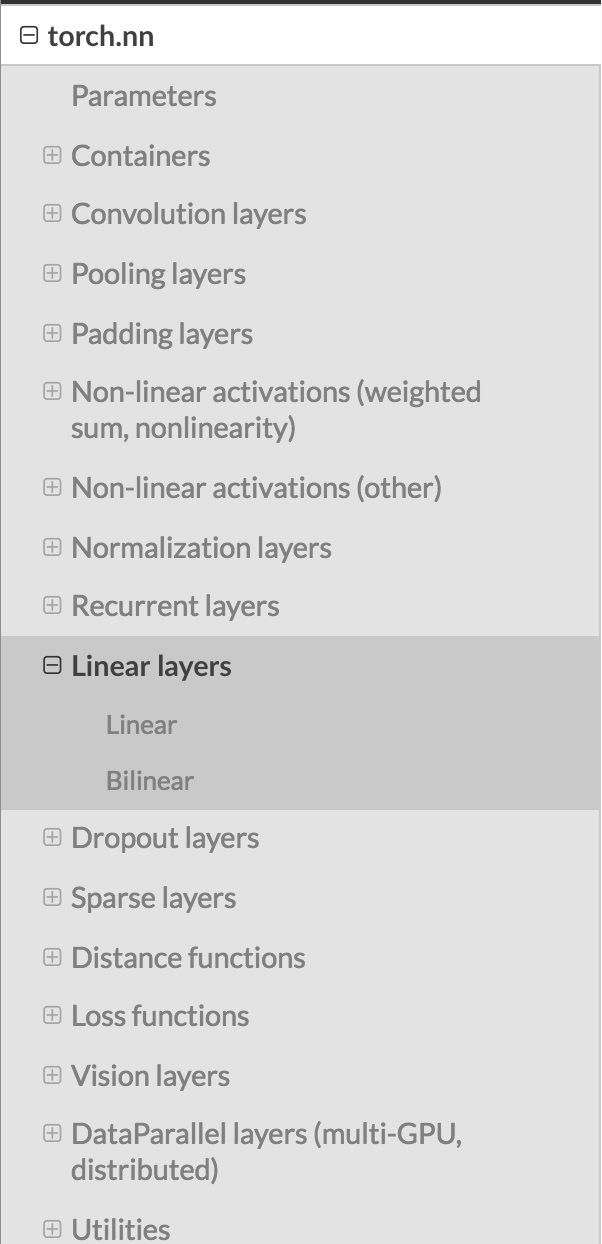 torch.nn
Parameters
Containers
Convolution layers
Pooling layers
Padding layers
Non-linear activations (weighted
sum, nonlinearity)
Non-linear activations (other)
Normalization layers
Recurrent layers
Linear layers
Linear
Bilinear
Dropout layers
Sparse layers
Distance functions
Loss functions
Vision layers
DataParallel layers (multi-GPU,
distributed)
Utilities